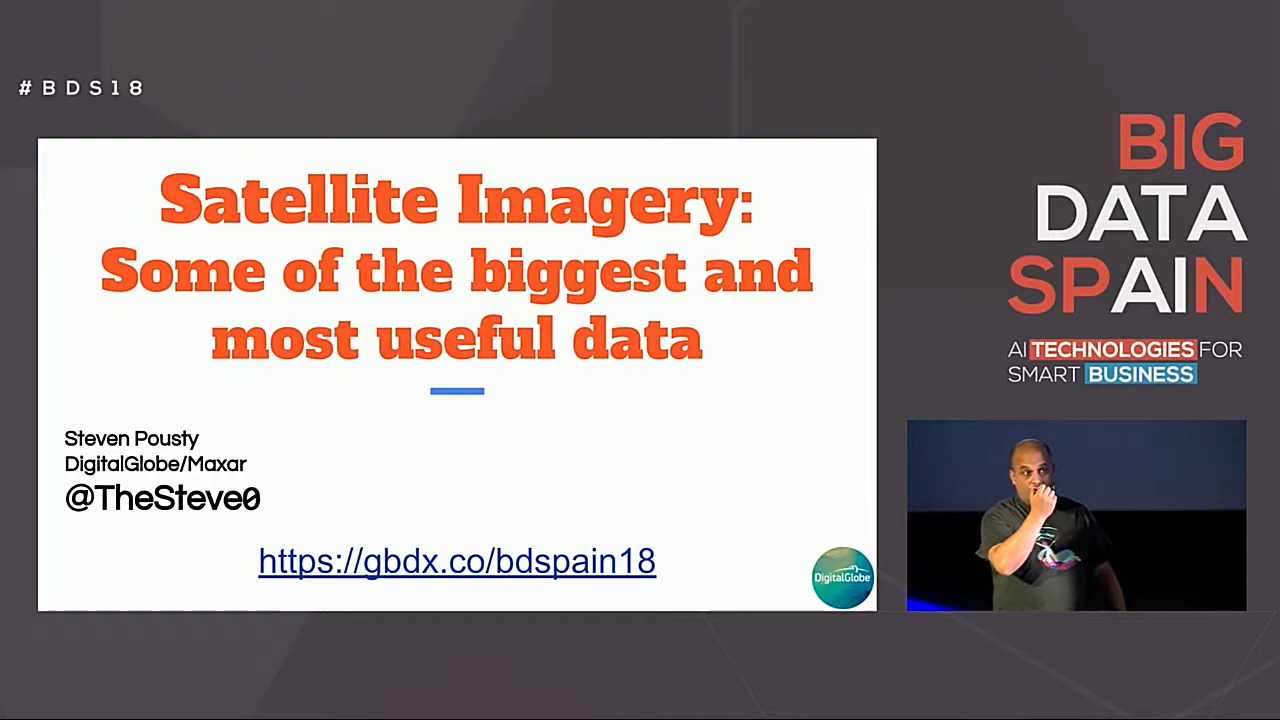 #BDS18
Satellite Imagery:
Some of the biggest and
most useful data
Steven Pousty
DigitalGlobe/Maxar
@TheSteve0
https://gbdx.co/bdspain18
DigitalGlobe
BIG
DATA
SPAIN
AI TECHNOLOGIES FOR
SMART BUSINESS